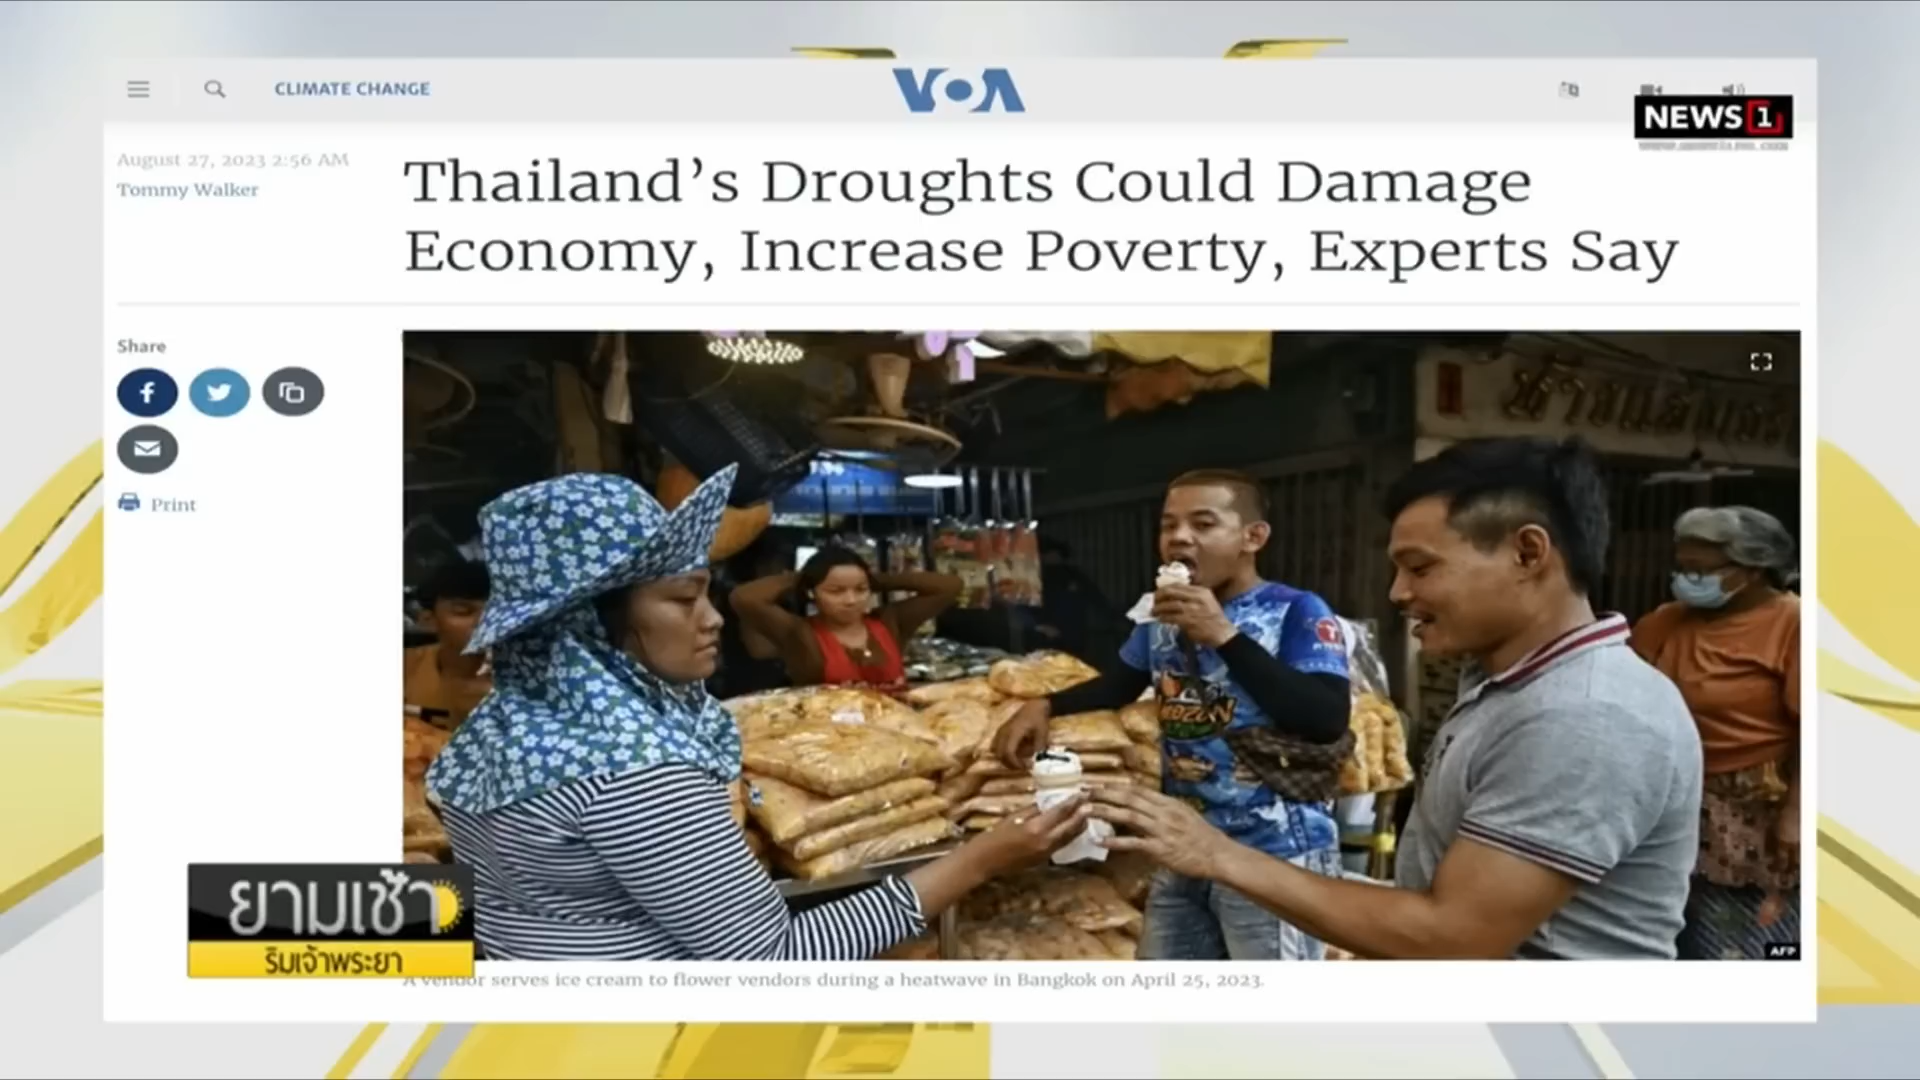 CLIMATE CHANGE
VOA
NEWS 1
August 27, 2023 2:56 AM
Tommy Walker
Thailand’s Droughts Could Damage
Economy, Increase Poverty, Experts Say
Share
Print
AFP
ยามเช้า
ริมเจ้าพระยา
A vendor serves ice cream to flower vendors during a heatwave in Bangkok on April 25, 2023.